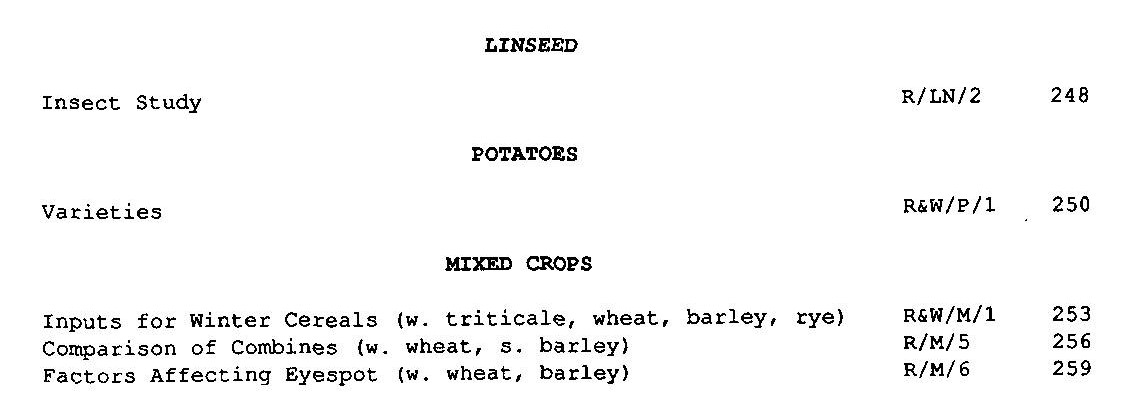 LINSEED
Insect Study R/LN/2 248
POTATOES
Varieties R&W/P/1 250
MIXED CROPS
Inputs for Winter Cereals (w. triticale, wheat, barley, rye) R&W/M/1 253
Comparison of Combines (w. wheat, s. barley) R/M/5 256
Factors Affecting Eyespot (w. wheat, barley) R/M/6 259